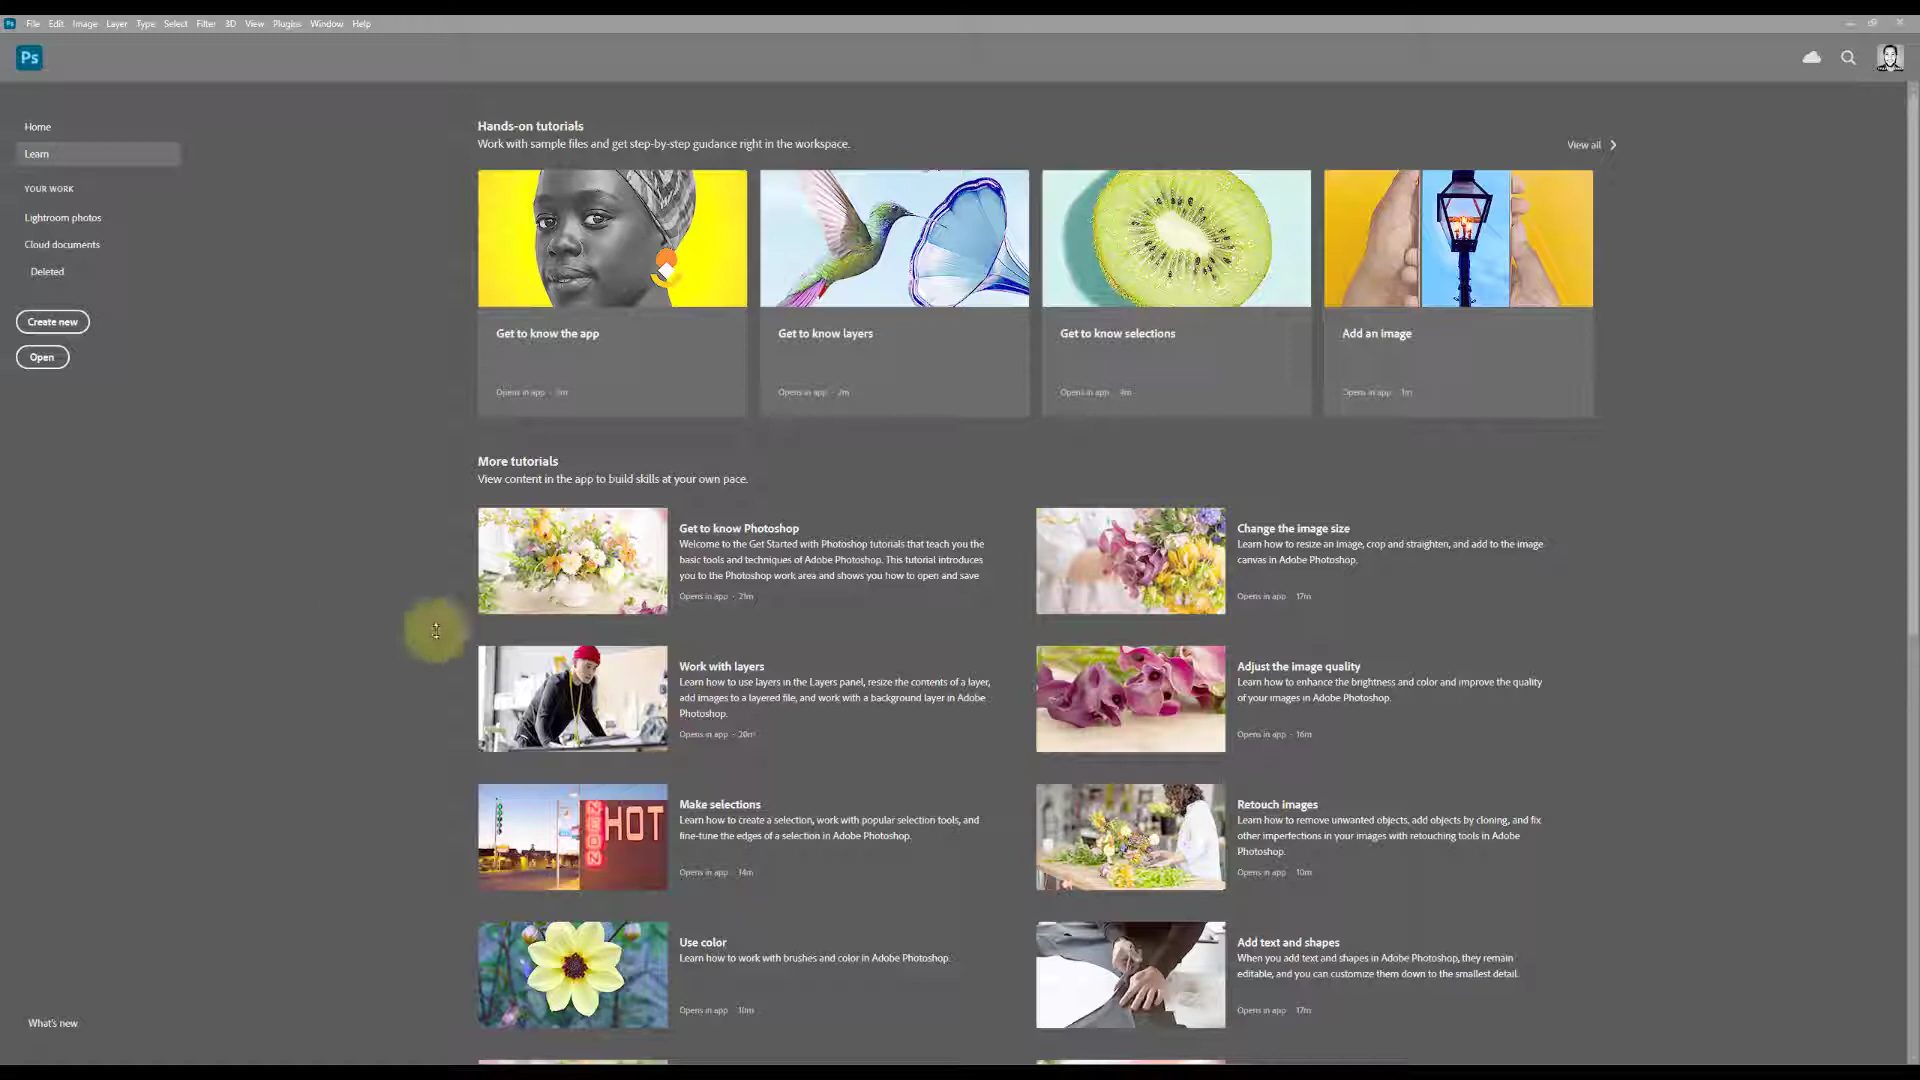 Ps
File Edit Image Layer Type Select Filter 3D View Plugins Window Help
Ps
Home
Learn
YOUR WORK
Lightroom photos
Cloud documents
Deleted
Create new
Open
What's new
Hands-on tutorials
Work with sample files and get step-by-step guidance right in the workspace.
View all
Get to know the app
Opens in app
Get to know layers
Opens in app · 2m
Get to know selections
Opens in app · 4m
Add an image
Opens in app · 1m
More tutorials
View content in the app to build skills at your own pace.
Get to know Photoshop
Welcome to the Get Started with Photoshop tutorials that teach you the
basic tools and techniques of Adobe Photoshop. This tutorial introduces
you to the Photoshop work area and shows you how to open and save
Opens in app · 21m
Change the image size
Learn how to resize an image, crop and straighten, and add to the image
canvas in Adobe Photoshop.
Opens in app · 17m
Work with layers
Learn how to use layers in the Layers panel, resize the contents of a layer,
add images to a layered file, and work with a background layer in Adobe
Photoshop.
Opens in app · 20m
Adjust the image quality
Learn how to enhance the brightness and color and improve the quality
of your images in Adobe Photoshop.
Opens in app · 16m
HOT
Make selections
Learn how to create a selection, work with popular selection tools, and
fine-tune the edges of a selection in Adobe Photoshop.
Opens in app · 14m
Retouch images
Learn how to remove unwanted objects, add objects by cloning, and fix
other imperfections in your images with retouching tools in Adobe
Photoshop.
Opens in app · 10m
Use color
Learn how to work with brushes and color in Adobe Photoshop.
Opens in app
Add text and shapes
When you add text and shapes in Adobe Photoshop, they remain
editable, and you can customize them down to the smallest detail.
Opens in app · 17m